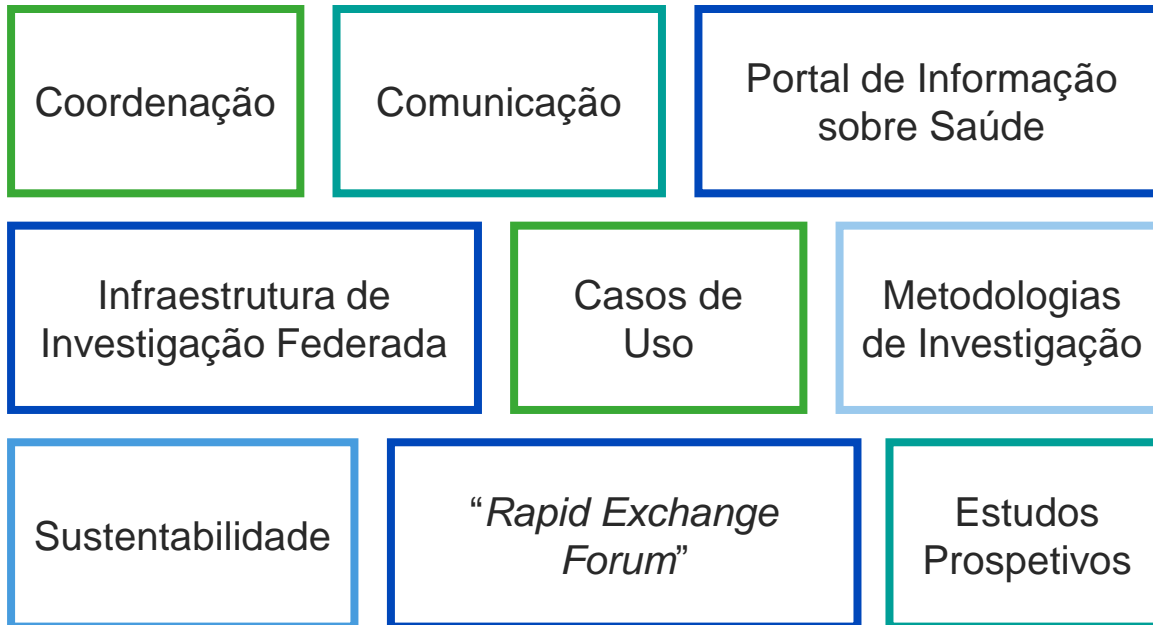 Coordenação
Comunicação
Portal de Informação
sobre Saúde
Infraestrutura de
Investigação Federada
Casos de
Uso
Metodologias
de Investigação
Sustentabilidade
“Rapid Exchange
Forum”
Estudos
Prospetivos